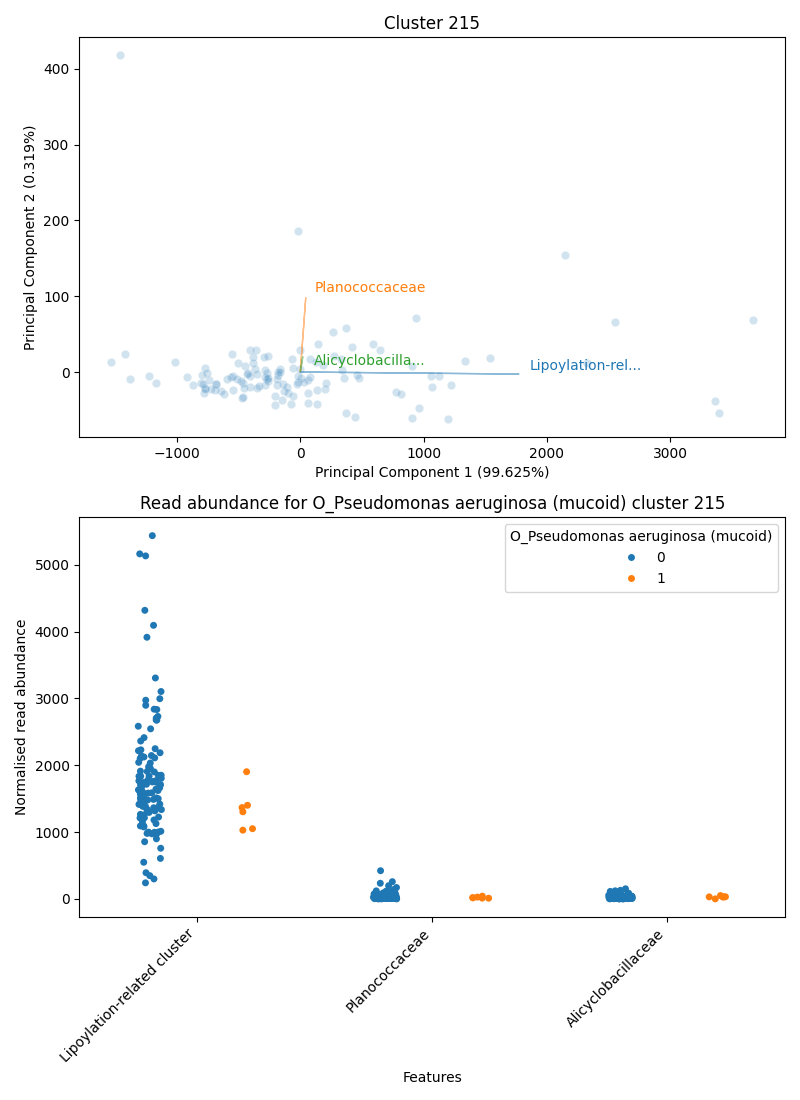 Cluster 215
400
300
200
100
0
Principal Component 2 (0.319%)
Planococcaceae
Alicyclobacilla...
Lipoylation-rel...
−1000
0
1000
2000
3000
Principal Component 1 (99.625%)
Read abundance for O_Pseudomonas aeruginosa (mucoid) cluster 215
O_Pseudomonas aeruginosa (mucoid)
0
1
5000
4000
3000
2000
1000
0
Normalised read abundance
Lipoylation-related cluster
Planococcaceae
Alicyclobacillaceae
Features